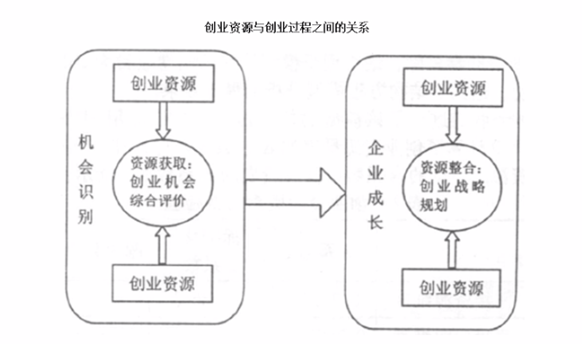 创业资源与创业过程之间的关系
机会识别
创业资源
资源获取：
创业机会
综合评价
创业资源
企业成长
创业资源
资源整合：
创业战略
规划
创业资源